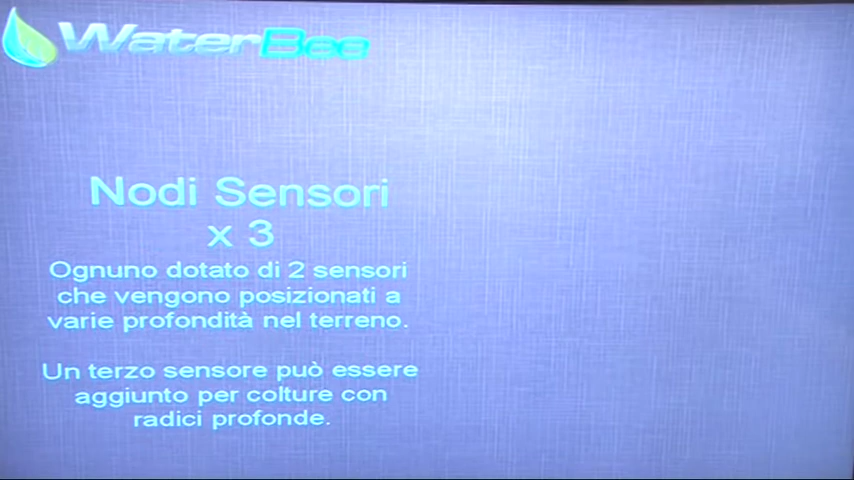 WaterBee
Nodi Sensori
x 3
Ognuno dotato di 2 sensori
che vengono posizionati a
varie profondità nel terreno.
Un terzo sensore può essere
aggiunto per colture con
radici profonde.